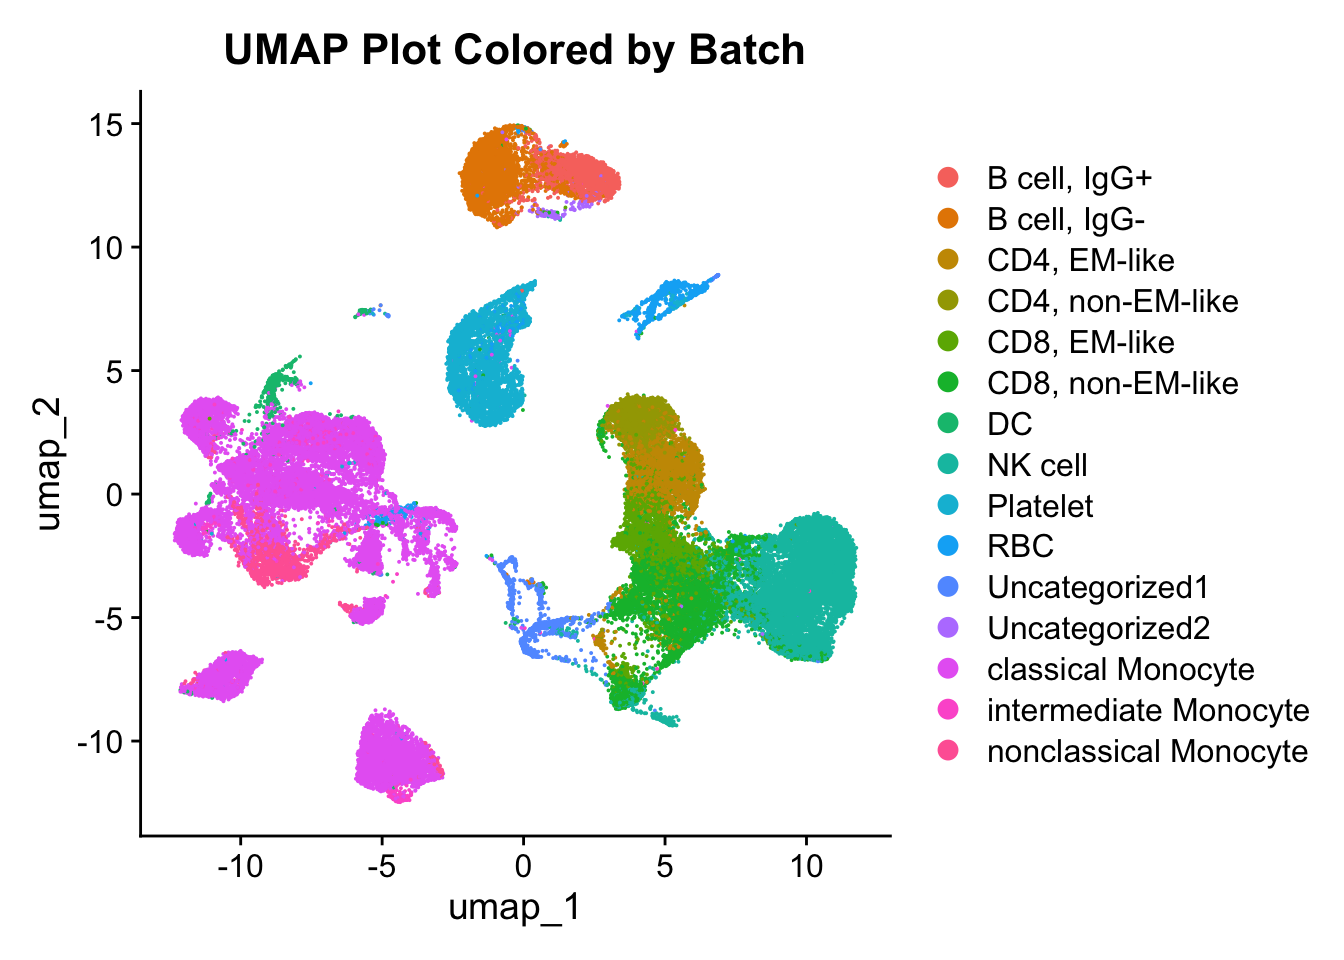 UMAP Plot Colored by Batch
15
10
5
0
-5
-10
umap_2
-10 -5 0 5 10
umap_1
B cell, IgG+
B cell, IgG-
CD4, EM-like
CD4, non-EM-like
CD8, EM-like
CD8, non-EM-like
DC
NK cell
Platelet
RBC
Uncategorized1
Uncategorized2
classical Monocyte
intermediate Monocyte
nonclassical Monocyte